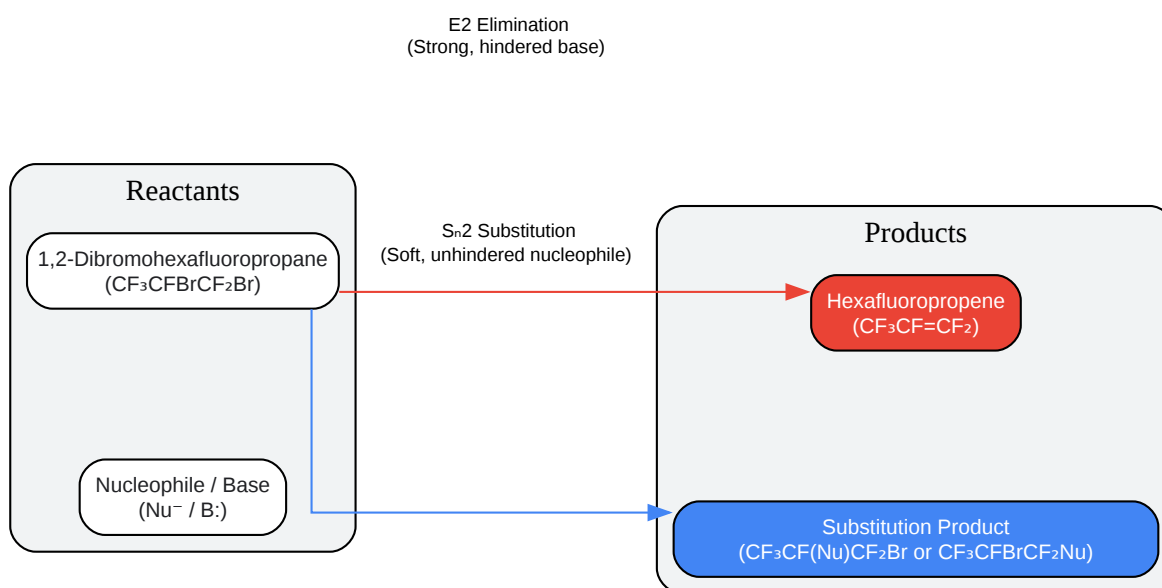 E2 Elimination
(Strong, hindered base)
Reactants
1,2-Dibromohexafluoropropane
(CF₃CFBrCF₂Br)
Nucleophile / Base
(Nu⁻ / B:)
Sₙ2 Substitution
(Soft, unhindered nucleophile)
Products
Hexafluoropropene
(CF₃CF=CF₂)
Substitution Product
(CF₃CF(Nu)CF₂Br or CF₃CFBrCF₂Nu)